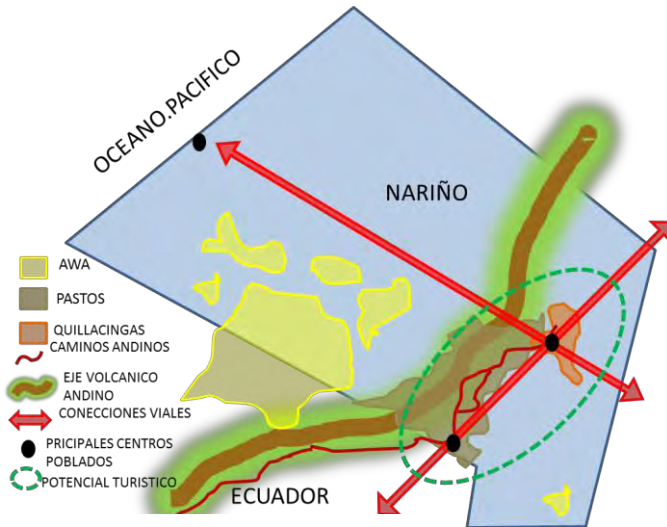 OCEANO.PACIFICO
NARIÑO
AWA
PASTOS
QUILLACINGAS
CAMINOS ANDINOS
EJE VOLCANICO
ANDINO
CONECCIONES VIALES
PRICIPALES CENTROS
POBLADOS
POTENCIAL TURISTICO
ECUADOR